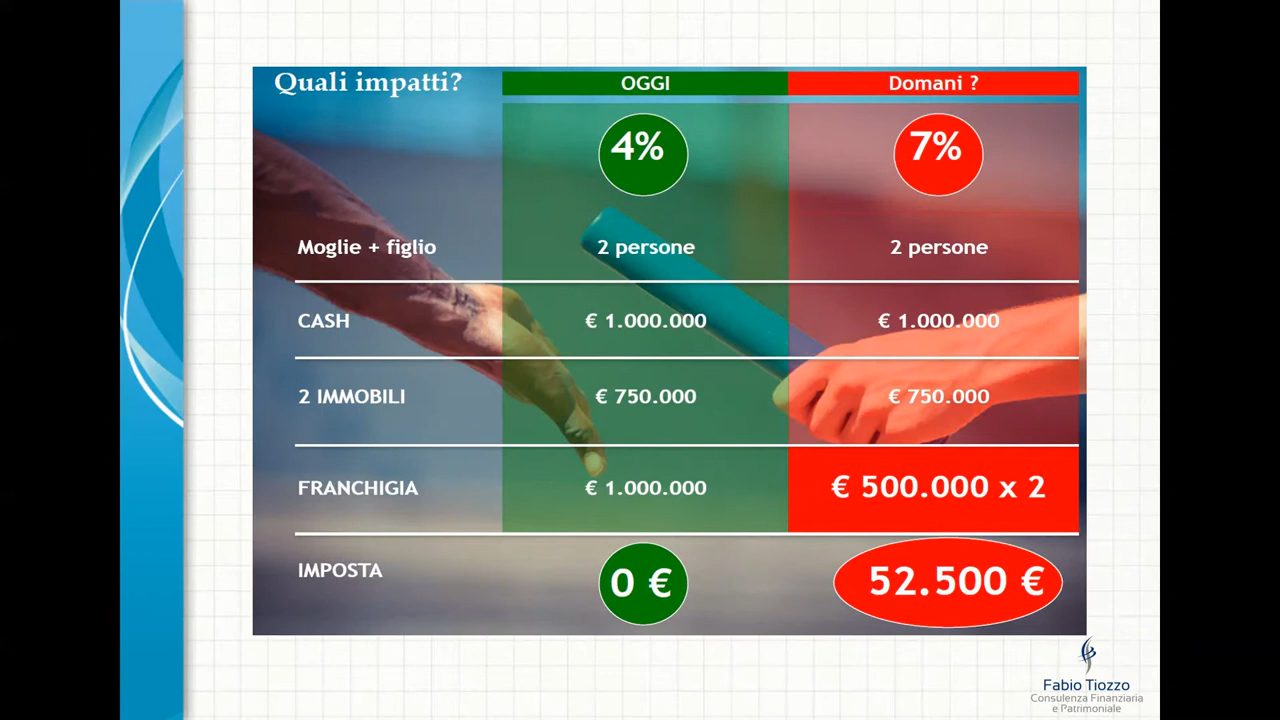 Quali impatti?
OGGI
Domani ?
4%
7%
Moglie + figlio
2 persone
2 persone
CASH
€ 1.000.000
€ 1.000.000
2 IMMOBILI
€ 750.000
€ 750.000
FRANCHIGIA
€ 1.000.000
€ 500.000 x 2
IMPOSTA
0 €
52.500 €
Fabio Tiozzo
Consulenza Finanziaria
e Patrimoniale